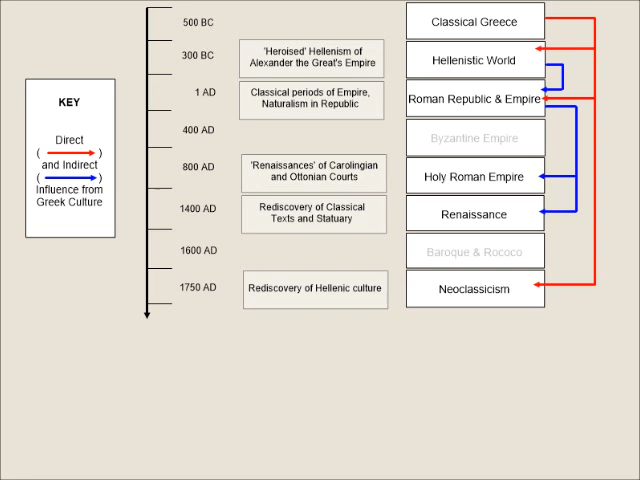 KEY
Direct
( )
and Indirect
( )
Influence from
Greek Culture
500 BC
300 BC
1 AD
400 AD
800 AD
1400 AD
1600 AD
1750 AD
'Heroised' Hellenism of
Alexander the Great's Empire
Classical periods of Empire,
Naturalism in Republic
'Renaissances' of Carolingian
and Ottonian Courts
Rediscovery of Classical
Texts and Statuary
Rediscovery of Hellenic culture
Classical Greece
Hellenistic World
Roman Republic & Empire
Byzantine Empire
Holy Roman Empire
Renaissance
Baroque & Rococo
Neoclassicism